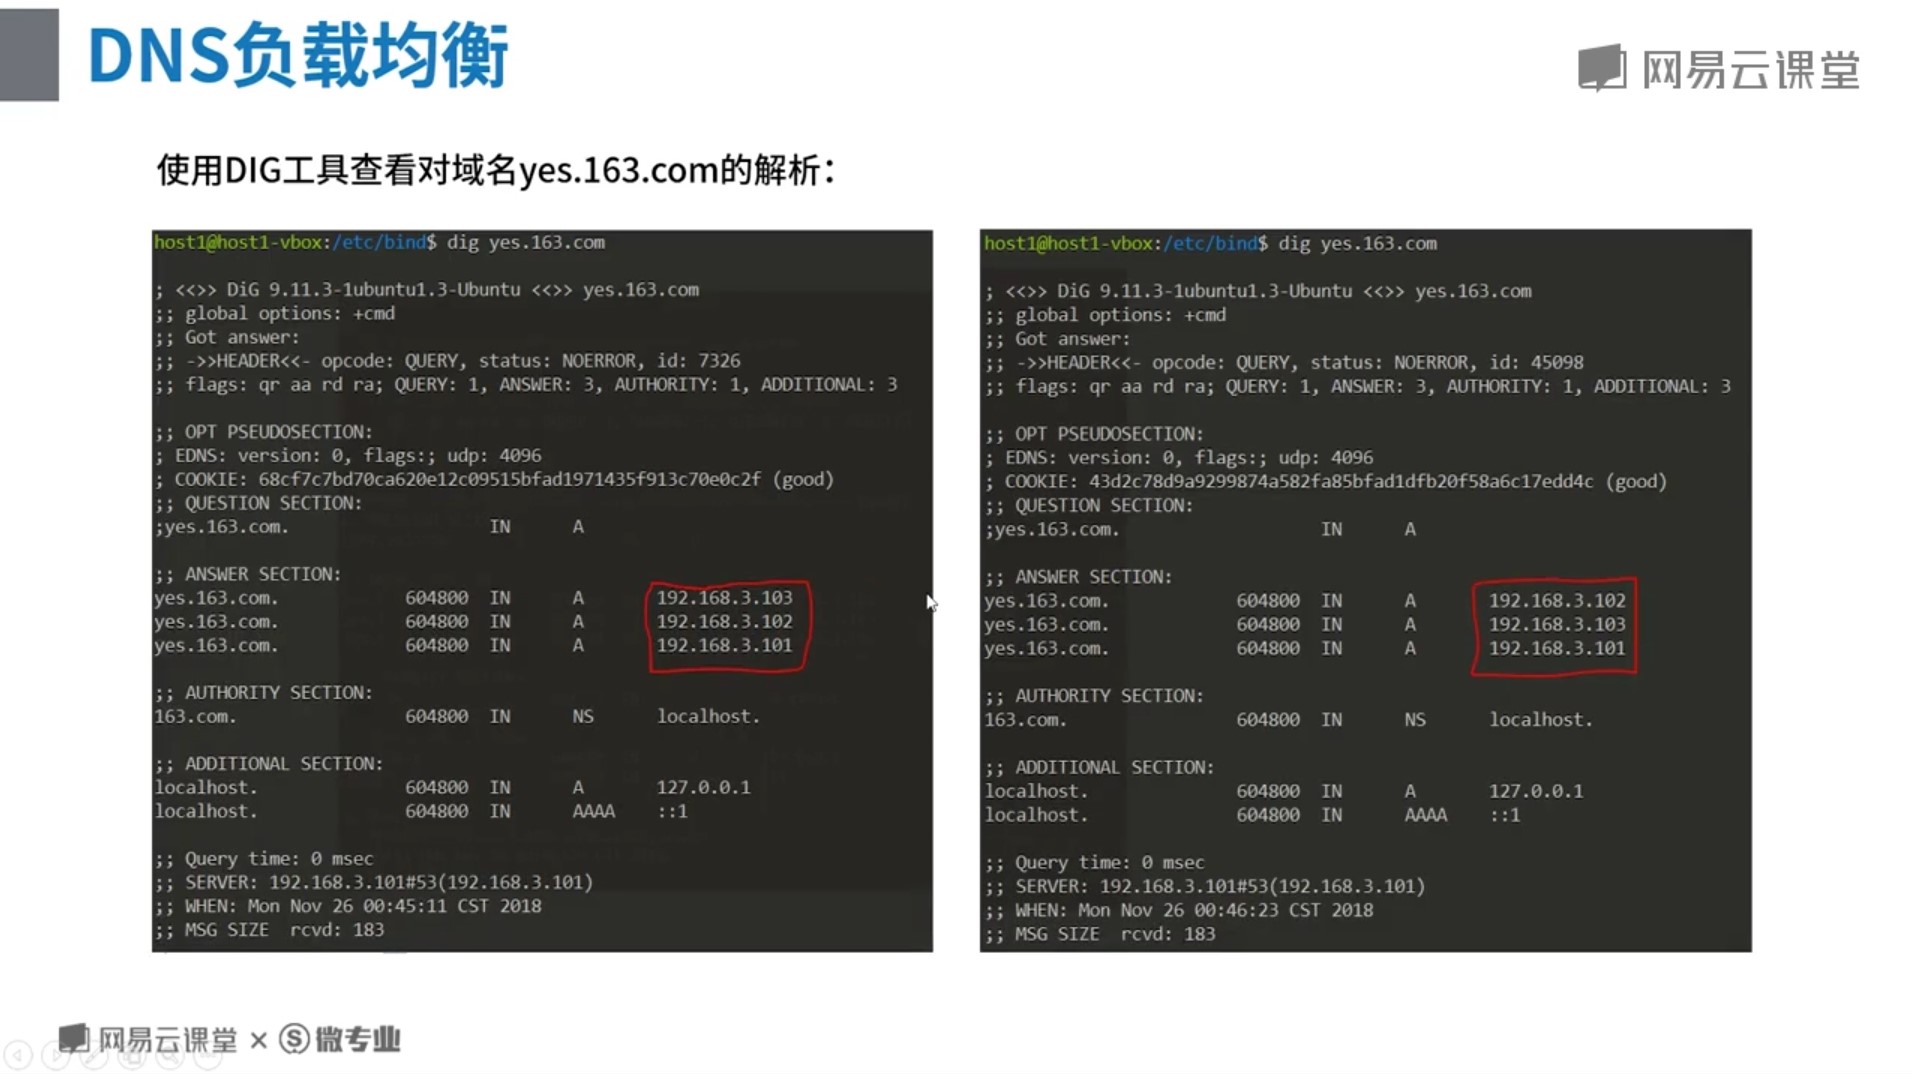 DNS负载均衡
网易云课堂
使用DIG工具查看对域名yes.163.com的解析：
host1@host1-vbox:/etc/bind$ dig yes.163.com
; <<>> DiG 9.11.3-1ubuntu1.3-Ubuntu <<>> yes.163.com
;; global options: +cmd
;; Got answer:
;; ->>HEADER<<- opcode: QUERY, status: NOERROR, id: 7326
;; flags: qr aa rd ra; QUERY: 1, ANSWER: 3, AUTHORITY: 1, ADDITIONAL: 3
;; OPT PSEUDOSECTION:
; EDNS: version: 0, flags:; udp: 4096
; COOKIE: 68cf7c7bd70ca620e12c09515bfad1971435f913c70e0c2f (good)
;; QUESTION SECTION:
;yes.163.com. IN A
;; ANSWER SECTION:
yes.163.com. 604800 IN A 192.168.3.103
yes.163.com. 604800 IN A 192.168.3.102
yes.163.com. 604800 IN A 192.168.3.101
;; AUTHORITY SECTION:
163.com. 604800 IN NS localhost.
;; ADDITIONAL SECTION:
localhost. 604800 IN A 127.0.0.1
localhost. 604800 IN AAAA ::1
;; Query time: 0 msec
;; SERVER: 192.168.3.101#53(192.168.3.101)
;; WHEN: Mon Nov 26 00:45:11 CST 2018
;; MSG SIZE rcvd: 183
host1@host1-vbox:/etc/bind$ dig yes.163.com
; <<>> DiG 9.11.3-1ubuntu1.3-Ubuntu <<>> yes.163.com
;; global options: +cmd
;; Got answer:
;; ->>HEADER<<- opcode: QUERY, status: NOERROR, id: 45098
;; flags: qr aa rd ra; QUERY: 1, ANSWER: 3, AUTHORITY: 1, ADDITIONAL: 3
;; OPT PSEUDOSECTION:
; EDNS: version: 0, flags:; udp: 4096
; COOKIE: 43d2c78d9a9299874a582fa85bfad1dfb20f58a6c17edd4c (good)
;; QUESTION SECTION:
;yes.163.com. IN A
;; ANSWER SECTION:
yes.163.com. 604800 IN A 192.168.3.102
yes.163.com. 604800 IN A 192.168.3.103
yes.163.com. 604800 IN A 192.168.3.101
;; AUTHORITY SECTION:
163.com. 604800 IN NS localhost.
;; ADDITIONAL SECTION:
localhost. 604800 IN A 127.0.0.1
localhost. 604800 IN AAAA ::1
;; Query time: 0 msec
;; SERVER: 192.168.3.101#53(192.168.3.101)
;; WHEN: Mon Nov 26 00:46:23 CST 2018
;; MSG SIZE rcvd: 183
网易云课堂 × S 微专业